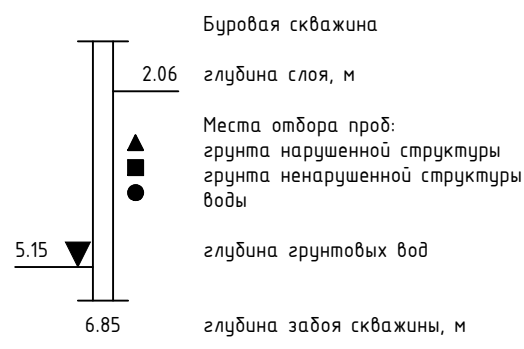 Буровая скважина
2.06 глубина слоя, м
Места отбора проб:
грунта нарушенной структуры
грунта ненарушенной структуры
воды
5.15 глубина грунтовых вод
6.85 глубина забоя скважины, м